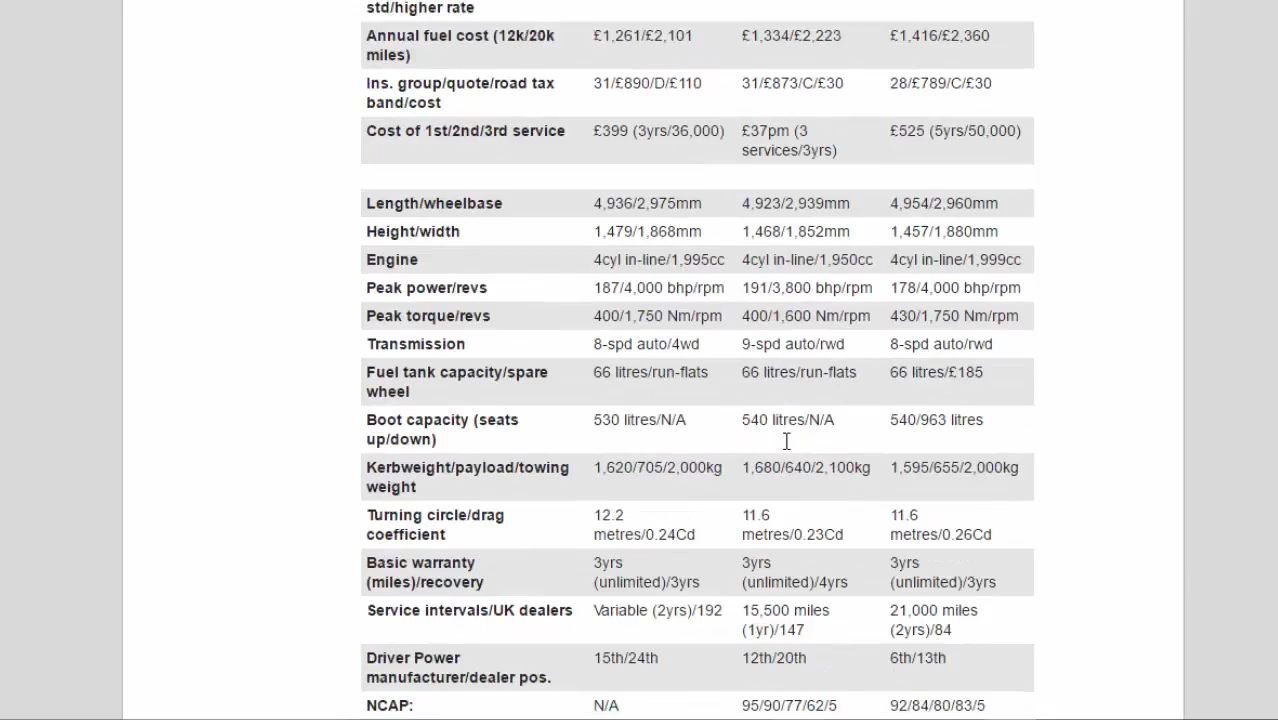 std/higher rate
Annual fuel cost (12k/20k £1,261/£2,101 £1,334/£2,223 £1,416/£2,360
miles)
Ins. group/quote/road tax 31/£890/D/£110 31/£873/C/£30 28/£789/C/£30
band/cost
Cost of 1st/2nd/3rd service £399 (3yrs/36,000) £37pm (3 £525 (5yrs/50,000)
services/3yrs)
Length/wheelbase 4,936/2,975mm 4,923/2,939mm 4,954/2,960mm
Height/width 1,479/1,868mm 1,468/1,852mm 1,457/1,880mm
Engine 4cyl in-line/1,995cc 4cyl in-line/1,950cc 4cyl in-line/1,999cc
Peak power/revs 187/4,000 bhp/rpm 191/3,800 bhp/rpm 178/4,000 bhp/rpm
Peak torque/revs 400/1,750 Nm/rpm 400/1,600 Nm/rpm 430/1,750 Nm/rpm
Transmission 8-spd auto/4wd 9-spd auto/rwd 8-spd auto/rwd
Fuel tank capacity/spare 66 litres/run-flats 66 litres/run-flats 66 litres/£185
wheel
Boot capacity (seats 530 litres/N/A 540 litres/N/A 540/963 litres
up/down)
Kerbweight/payload/towing 1,620/705/2,000kg 1,680/640/2,100kg 1,595/655/2,000kg
weight
Turning circle/drag 12.2 11.6 11.6
coefficient metres/0.24Cd metres/0.23Cd metres/0.26Cd
Basic warranty 3yrs 3yrs 3yrs
(miles)/recovery (unlimited)/3yrs (unlimited)/4yrs (unlimited)/3yrs
Service intervals/UK dealers Variable (2yrs)/192 15,500 miles 21,000 miles
(1yr)/147 (2yrs)/84
Driver Power 15th/24th 12th/20th 6th/13th
manufacturer/dealer pos.
NCAP: N/A 95/90/77/62/5 92/84/80/83/5